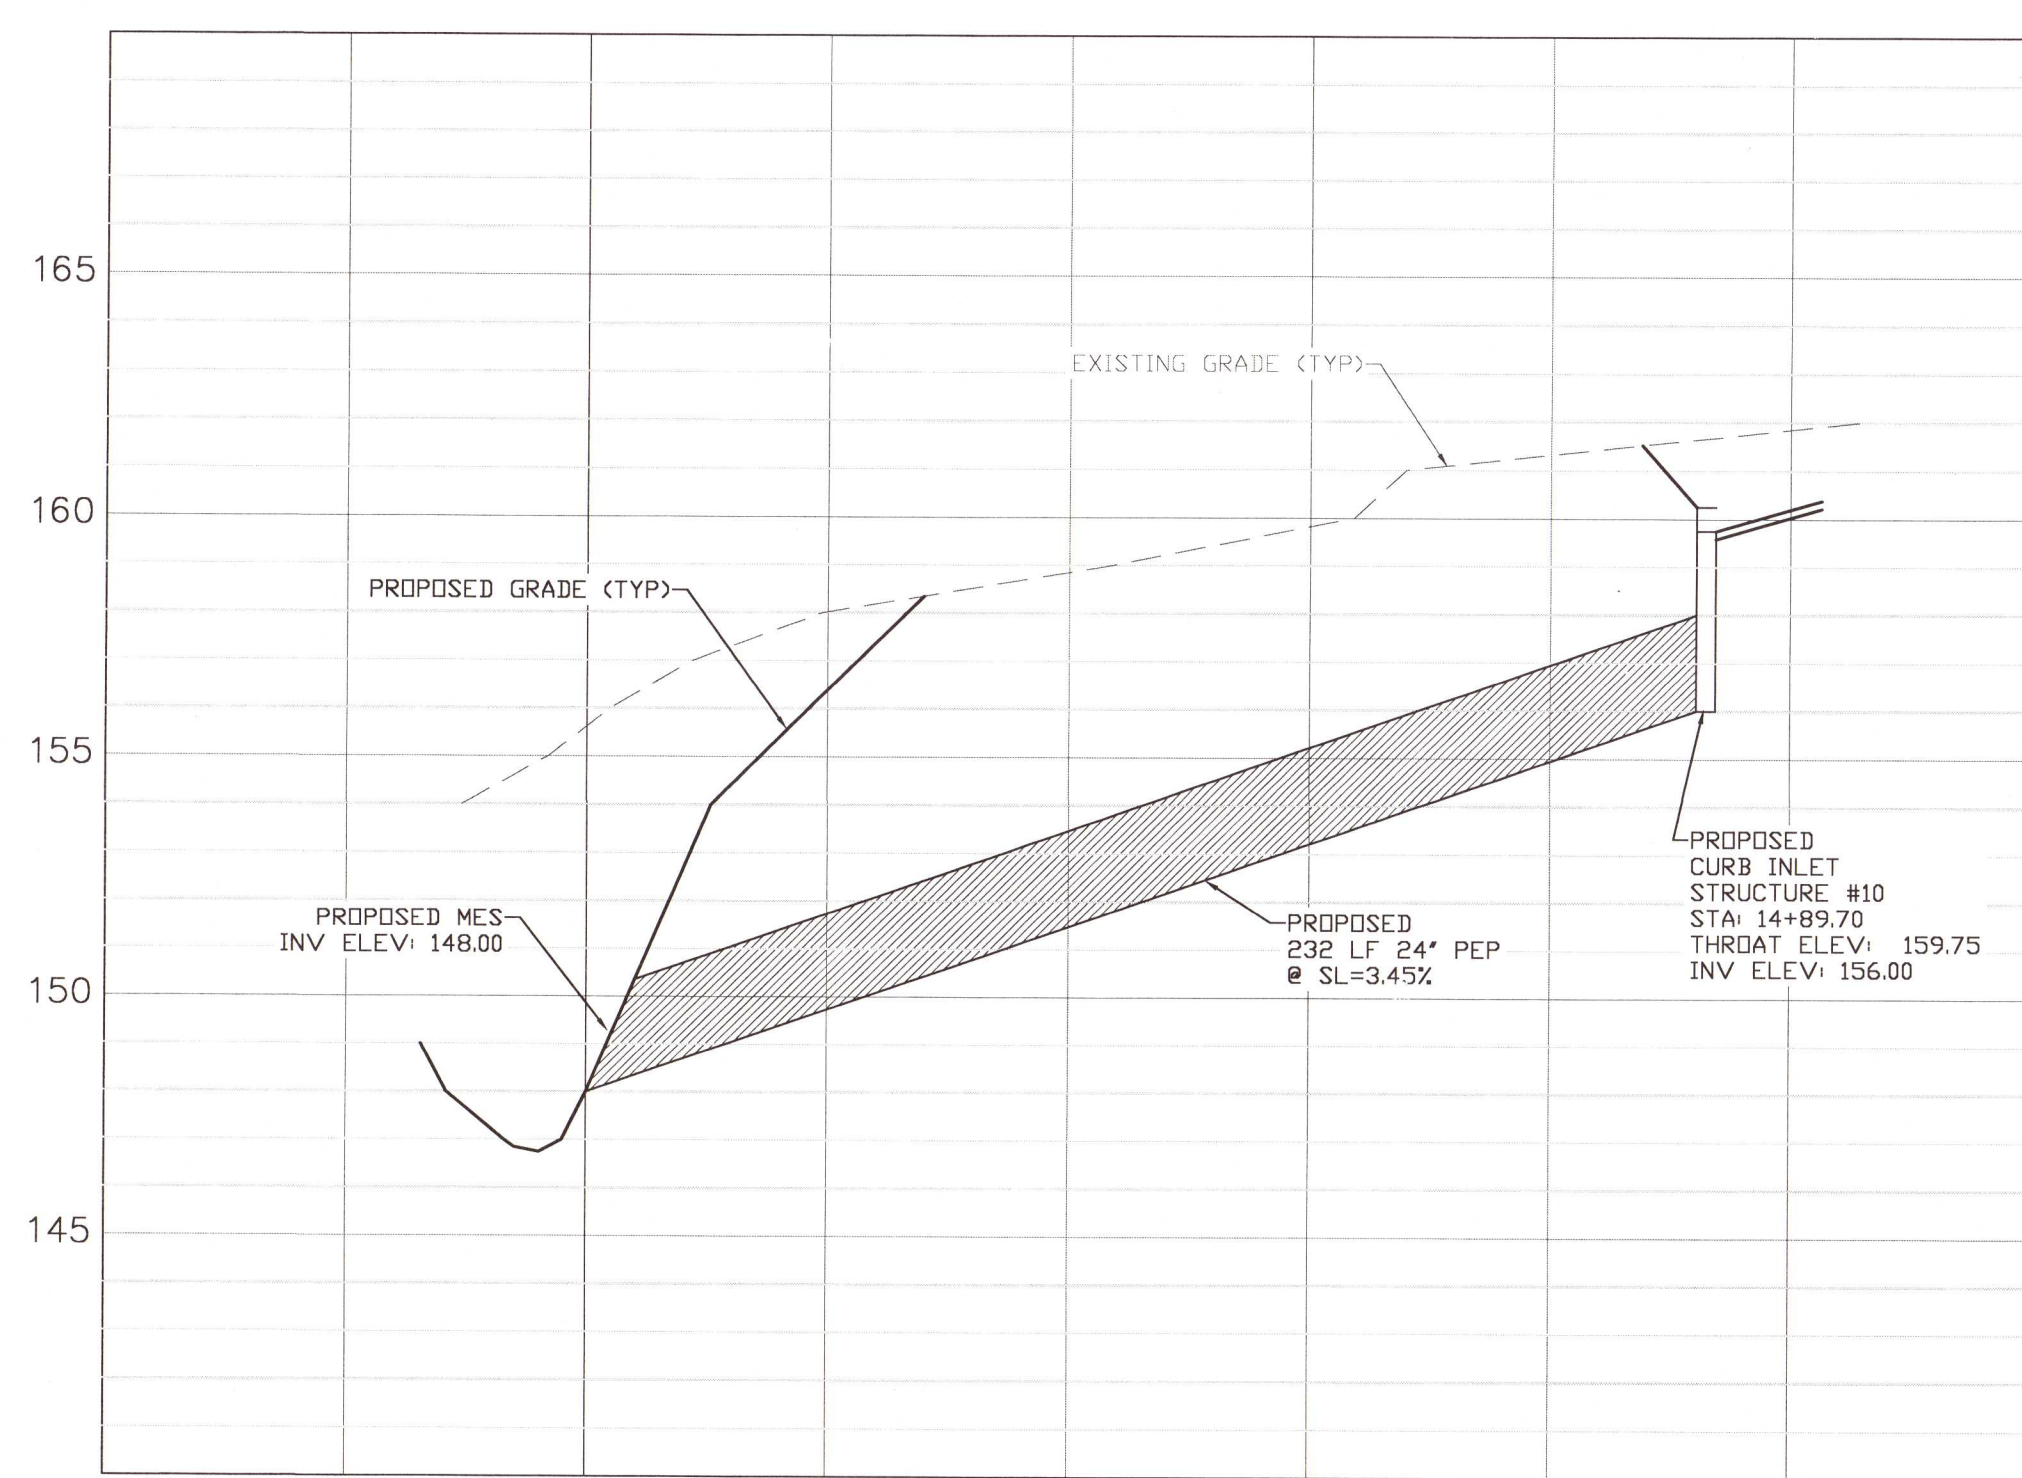 165
EXISTING GRADE (TYP)
160
PROPOSED GRADE (TYP)
155
PROPOSED
CURB INLET
STRUCTURE #10
STA: 14+89.70
THROAT ELEV: 159.75
INV ELEV: 156.00
PROPOSED MES
INV ELEV: 148.00
PROPOSED
232 LF 24" PEP
@ SL=3.45%
150
145